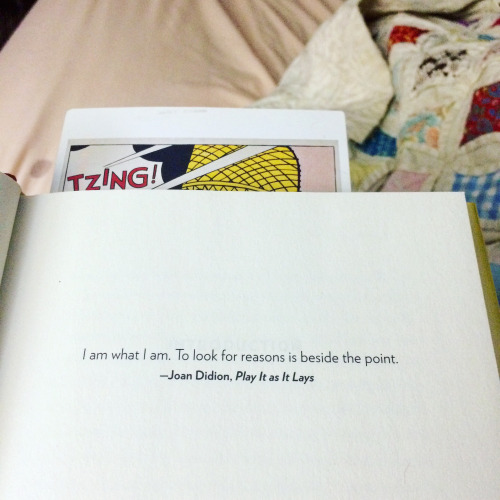 TZING!
I am what I am. To look for reasons is beside the point.
—Joan Didion, Play It as It Lays